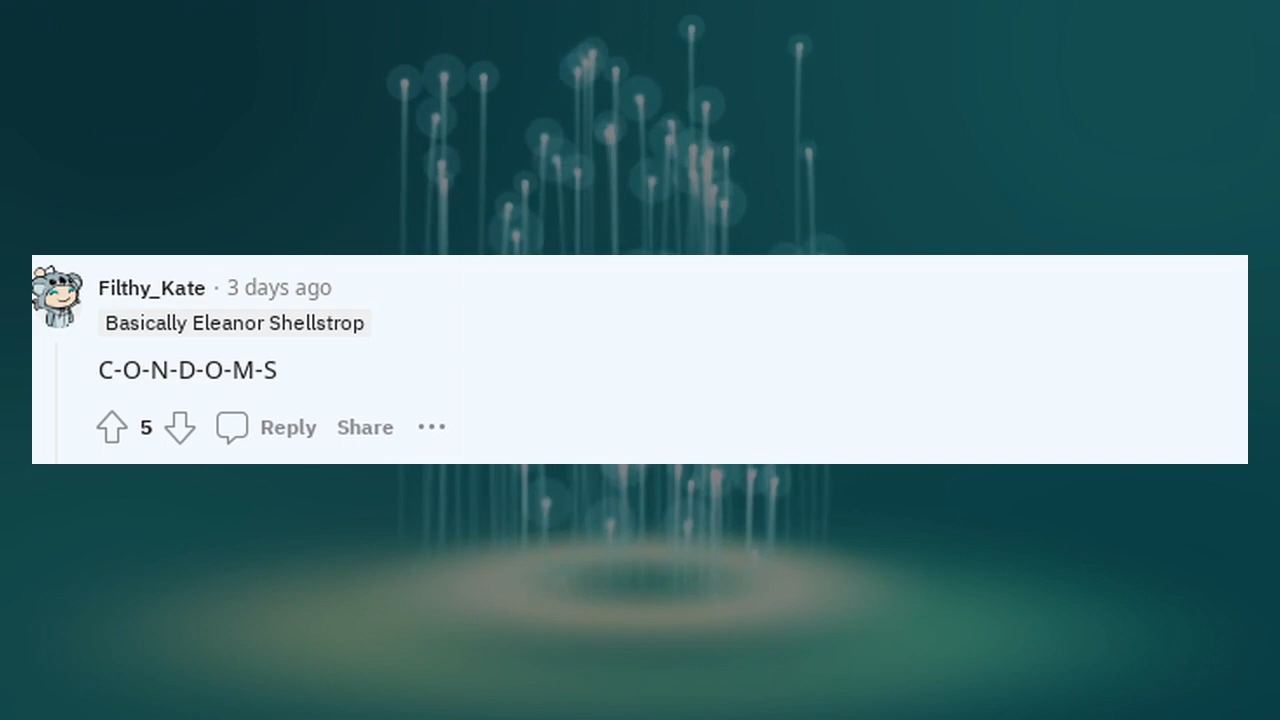 Filthy_Kate · 3 days ago
Basically Eleanor Shellstrop
C-O-N-D-O-M-S
5 Reply Share